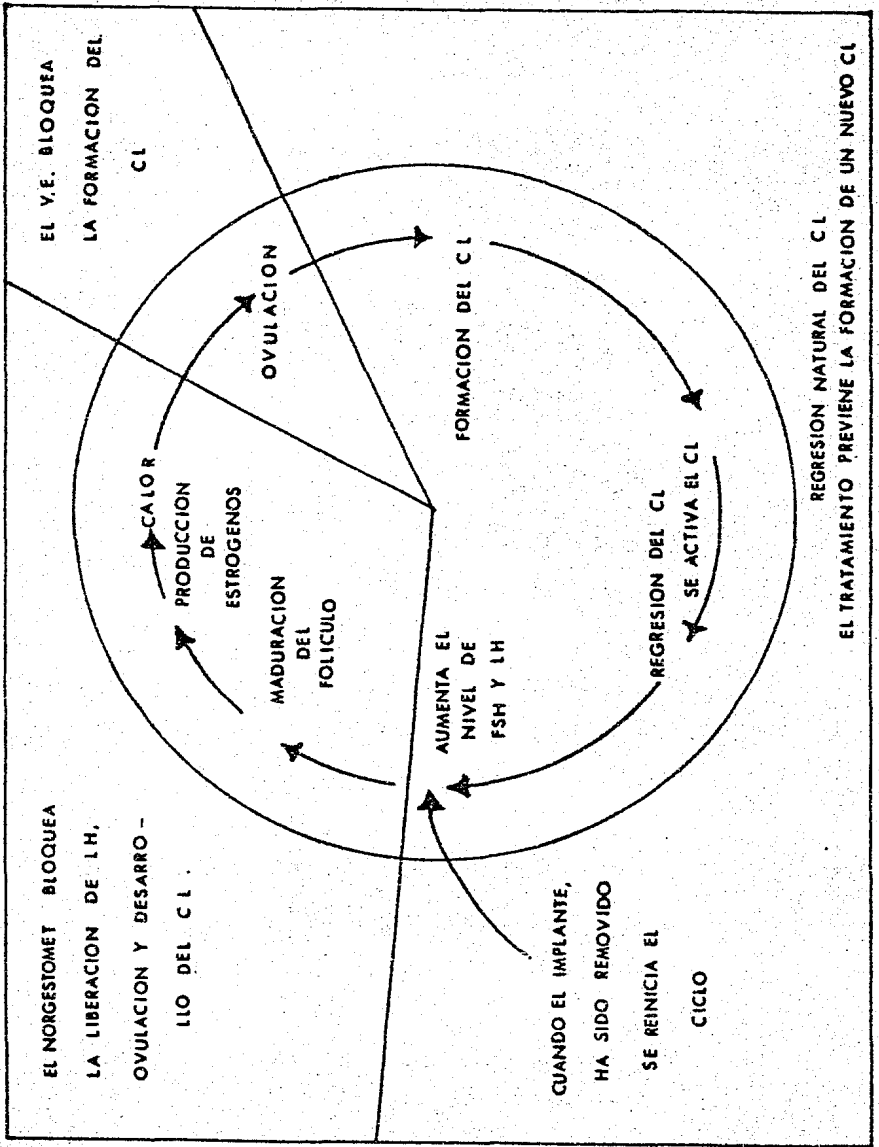 EL NORGESTOMET BLOQUEA
LA LIBERACION DE LH,
OVULACION Y DESARRO-
LLO DEL CL.
EL V.E. BLOQUEA
LA FORMACION DEL
CL
CALOR
PRODUCCION
DE
ESTROGENOS
MADURACION
DEL
FOLICULO
OVULACION
FORMACION DEL CL
AUMENTA EL
NIVEL DE
FSH Y LH
REGRESION DEL CL
SE ACTIVA EL CL
CUANDO EL IMPLANTE,
HA SIDO REMOVIDO
SE REINICIA EL
CICLO
REGRESION NATURAL DEL CL
EL TRATAMIENTO PREVIENE LA FORMACION DE UN NUEVO CL